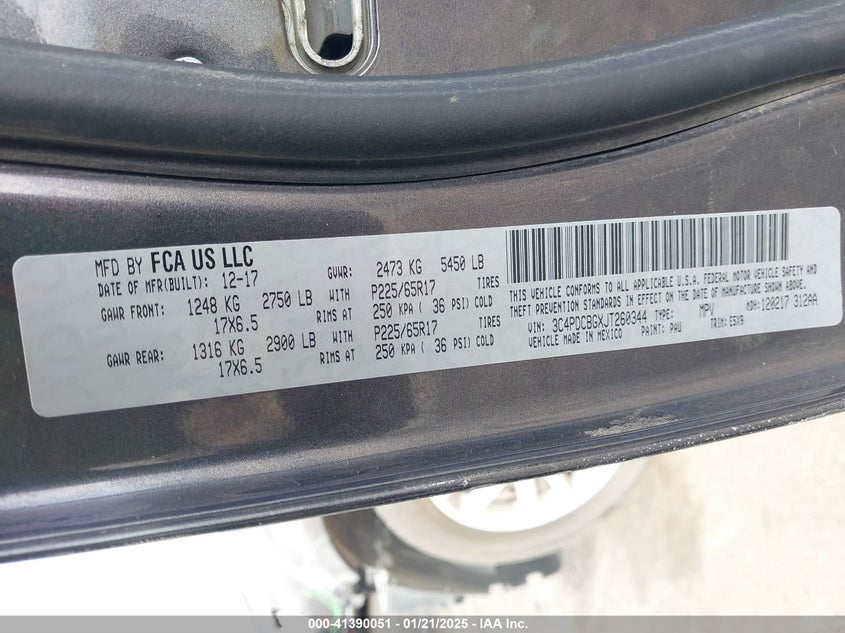 MFD BY FCA US LLC
DATE OF MFR(BUILT): 12-17 GVWR: 2473 KG 5450 LB
GAWR FRONT: 1248 KG 2750 LB WITH P225/65R17 TIRES
17X6.5 RIMS AT 250 KPA ( 36 PSI) COLD
GAWR REAR: 1316 KG 2900 LB WITH P225/65R17 TIRES
17X6.5 RIMS AT 250 KPA ( 36 PSI) COLD
THIS VEHICLE CONFORMS TO ALL APPLICABLE U.S.A. FEDERAL MOTOR VEHICLE SAFETY AND
THEFT PREVENTION STANDARDS IN EFFECT ON THE DATE OF MANUFACTURE SHOWN ABOVE.
VIN: 3C4PDCBGXJT260344 TYPE: MPV MDH: 120217 312AA
VEHICLE MADE IN MEXICO PAINT: PAU TRIM: E5X9
000-41390051 - 01/21/2025 - IAA Inc.